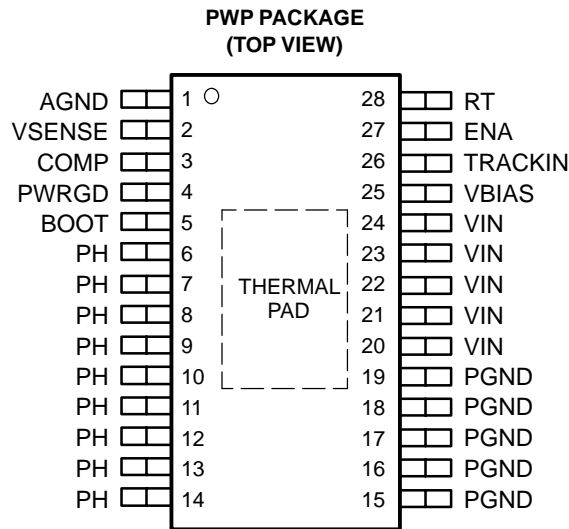 PWP PACKAGE
(TOP VIEW)
AGND 1 28 RT
VSENSE 2 27 ENA
COMP 3 26 TRACKIN
PWRGD 4 25 VBIAS
BOOT 5 24 VIN
PH 6 23 VIN
PH 7 22 VIN
PH 8 21 VIN
PH 9 20 VIN
PH 10 19 PGND
PH 11 18 PGND
PH 12 17 PGND
PH 13 16 PGND
PH 14 15 PGND
THERMAL
PAD